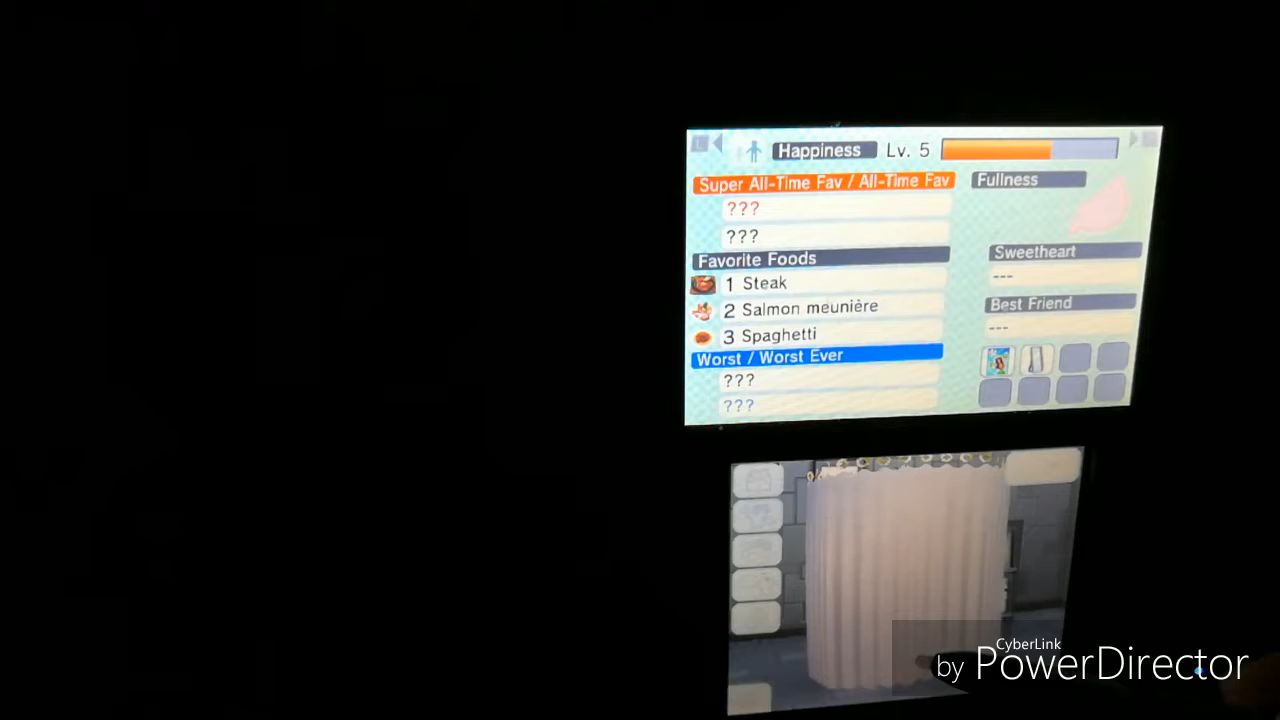 L
Happiness Lv. 5
Super All-Time Fav / All-Time Fav
???
???
Favorite Foods
1 Steak
2 Salmon meunière
3 Spaghetti
Worst / Worst Ever
???
???
Fullness
Sweetheart
---
Best Friend
---
CyberLink
by PowerDirector